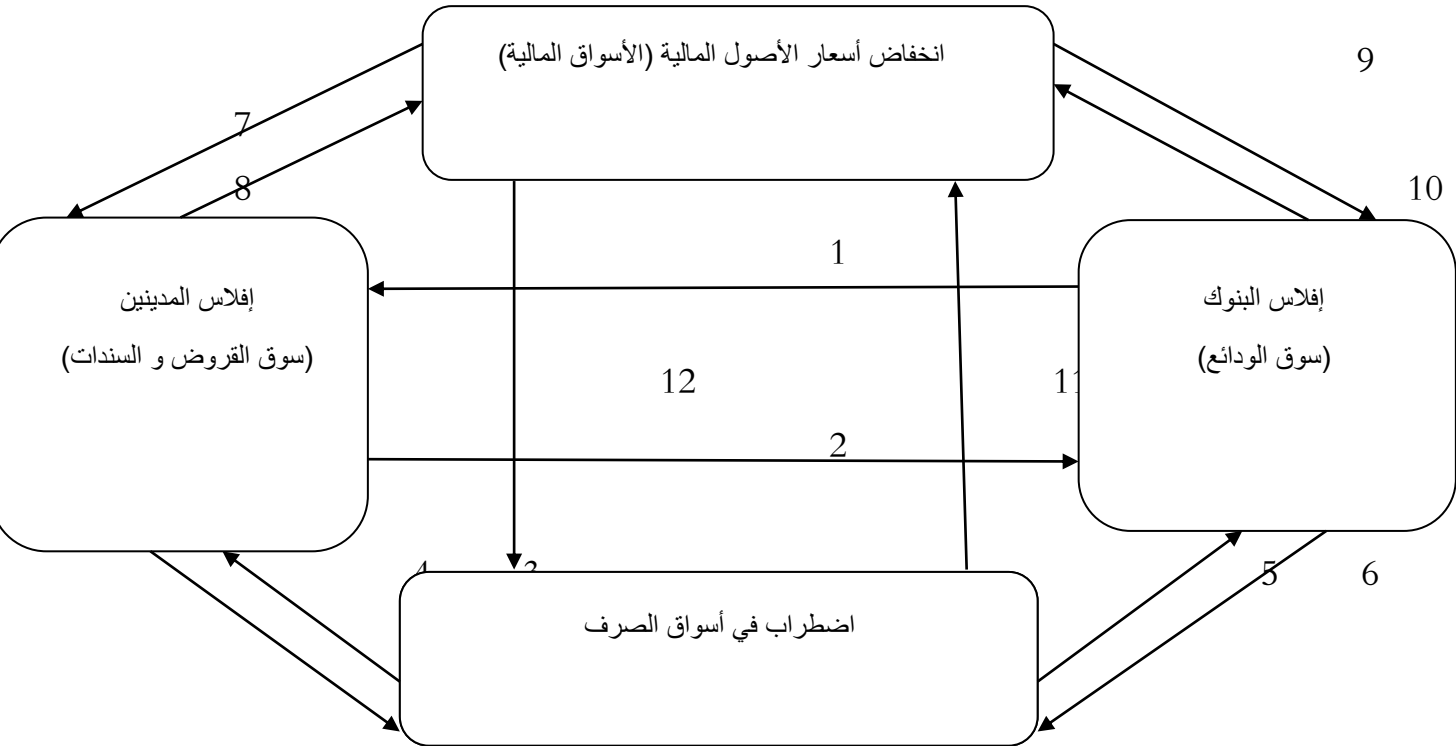 انخفاض أسعار الأصول المالية (الأسواق المالية)
9
7
8
10
1
إفلاس البنوك
(سوق الودائع)
إفلاس المدينين
(سوق القروض و السندات)
12
11
2
4
3
5
6
اضطراب في أسواق الصرف